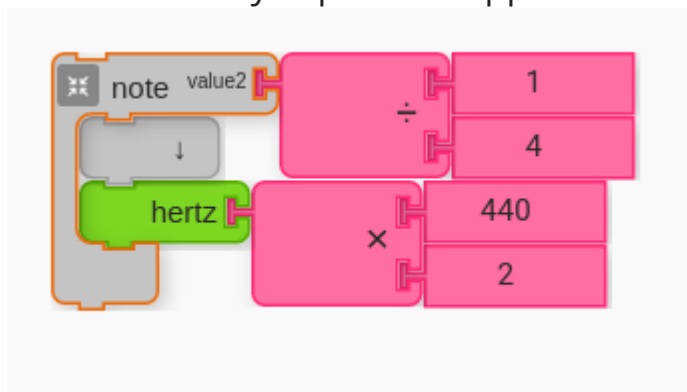 note value2 1
÷
↓ 4
hertz 440
×
2